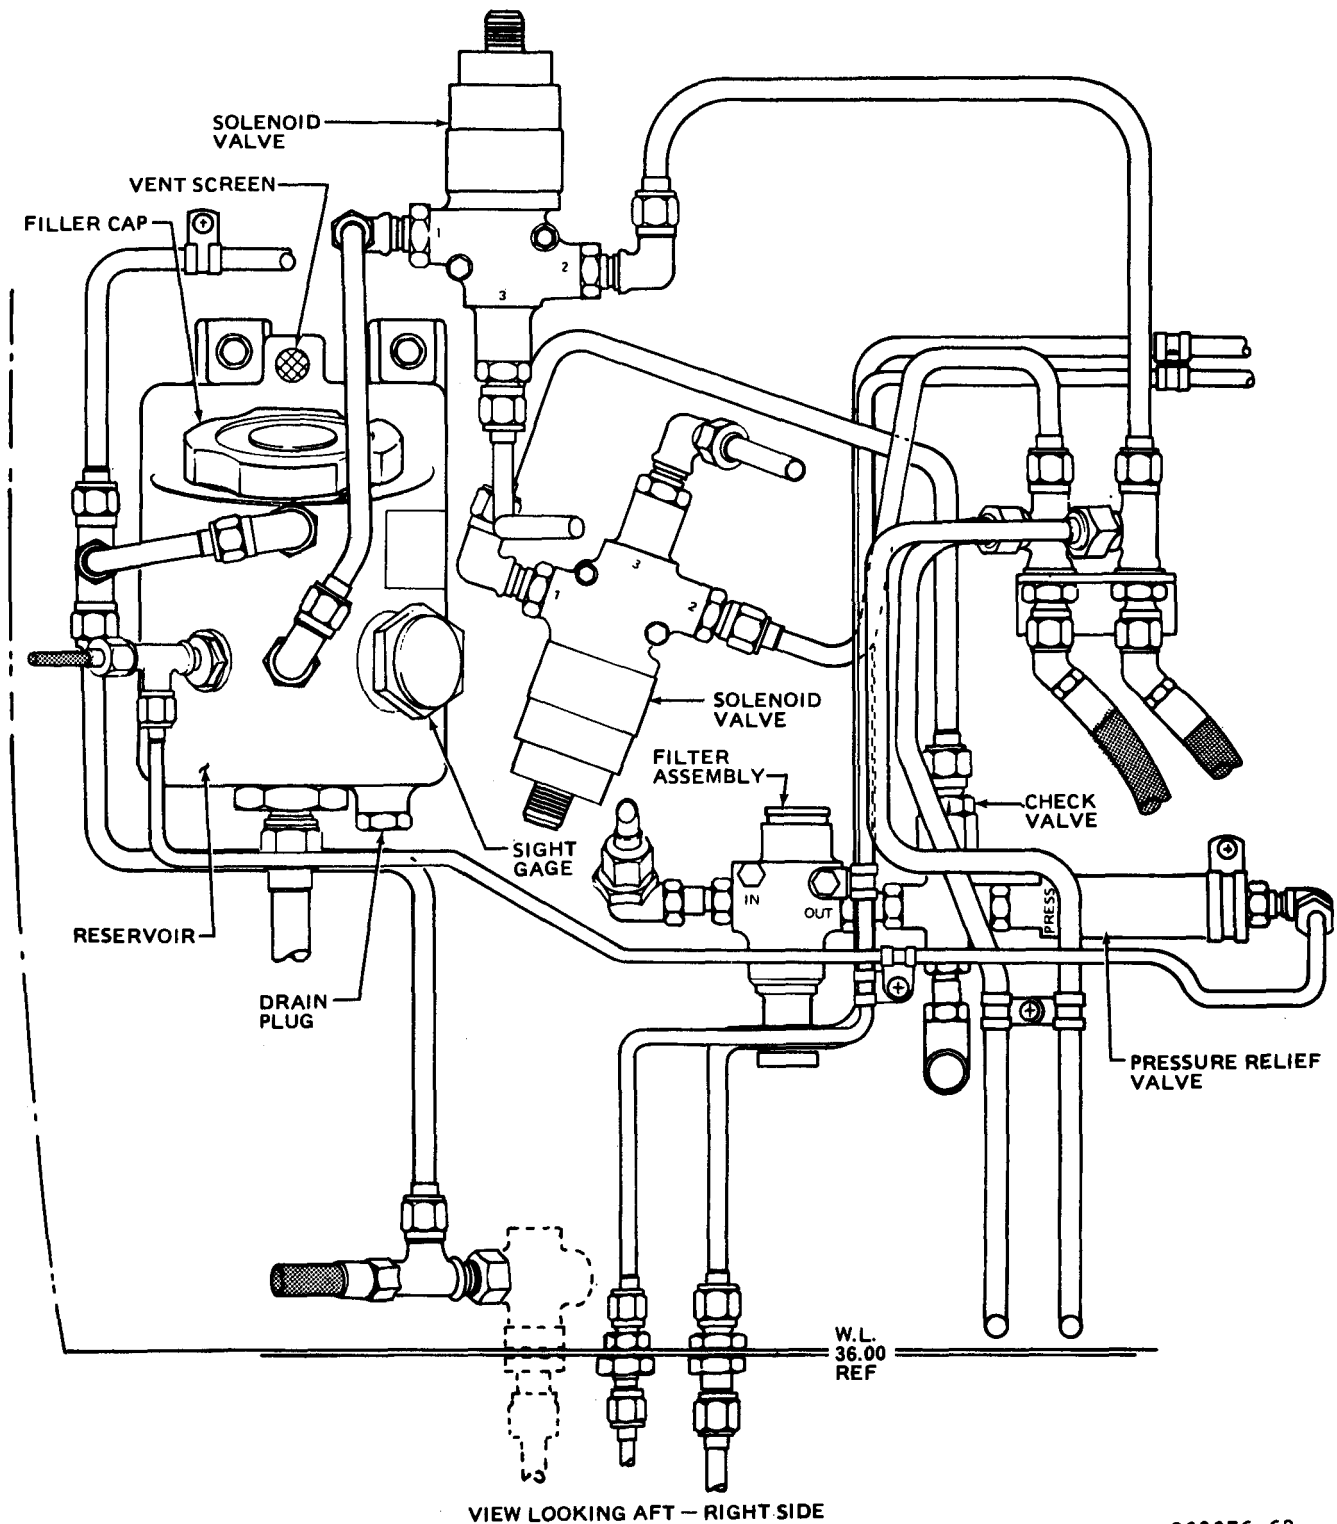 SOLENOID
VALVE
VENT SCREEN
FILLER CAP
1
2
3
3
1
2
SOLENOID
VALVE
FILTER
ASSEMBLY
CHECK
VALVE
SIGHT
GAGE
IN
OUT
PRESS
RESERVOIR
DRAIN
PLUG
PRESSURE RELIEF
VALVE
W.L.
36.00
REF
VIEW LOOKING AFT — RIGHT SIDE